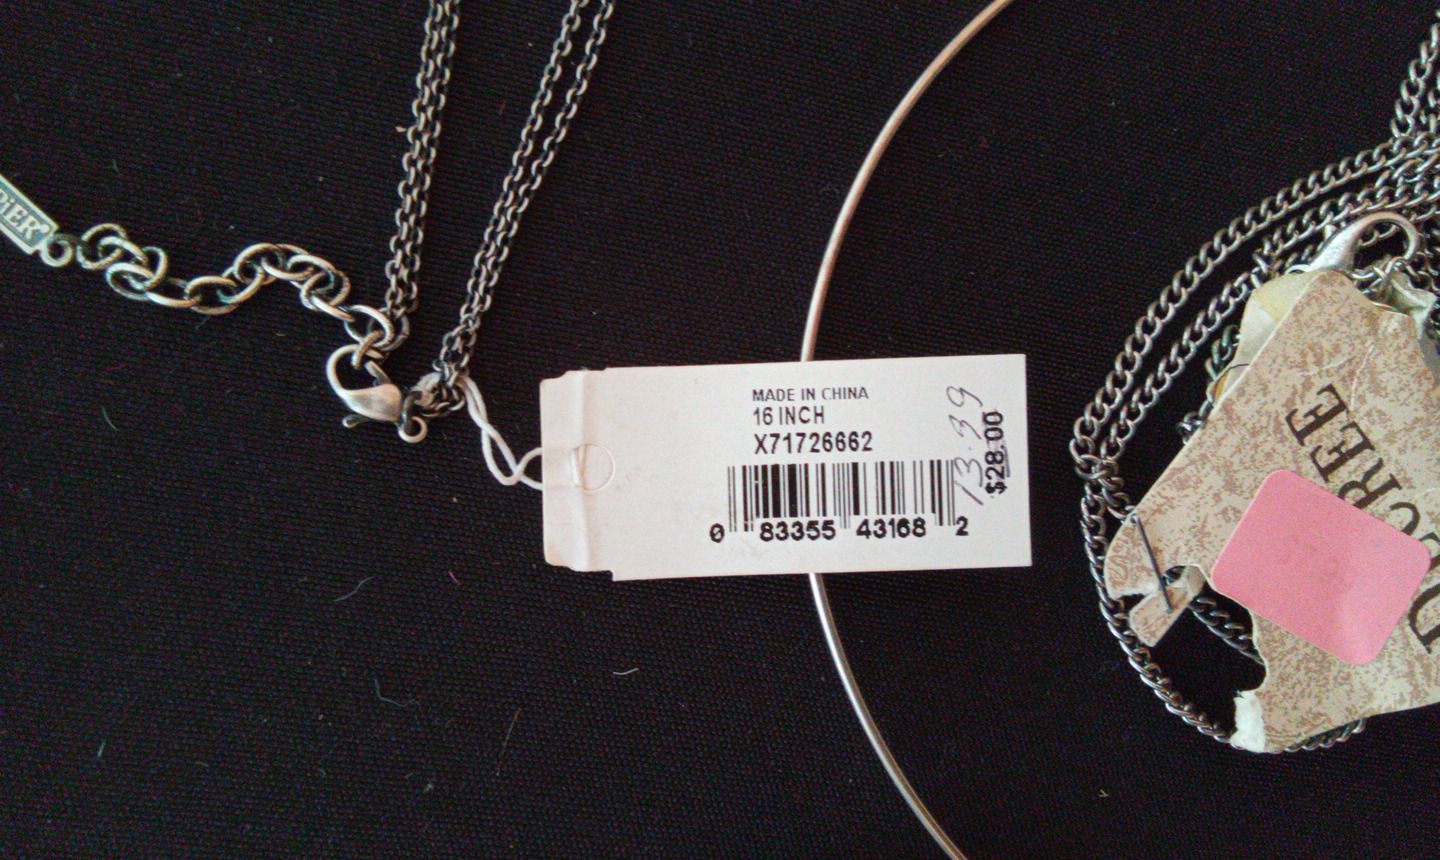 MADE IN CHINA
16 INCH
X71726662
0 83355 43168 2
13.39
$28.00